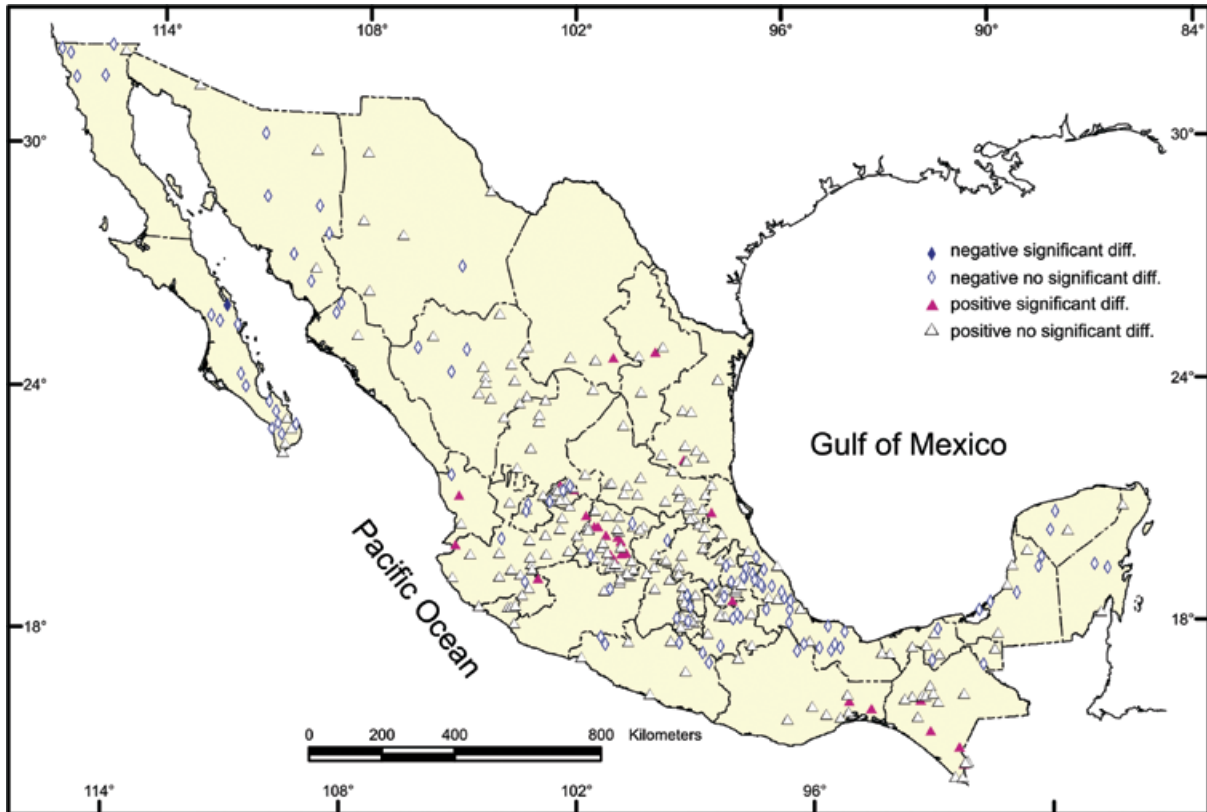 114° 108° 102° 96° 90° 84°
30° 30°
negative significant diff.
negative no significant diff.
positive significant diff.
positive no significant diff.
24° 24°
Gulf of Mexico
Pacific Ocean
18° 18°
0 200 400 800 Kilometers
114° 108° 102° 96°